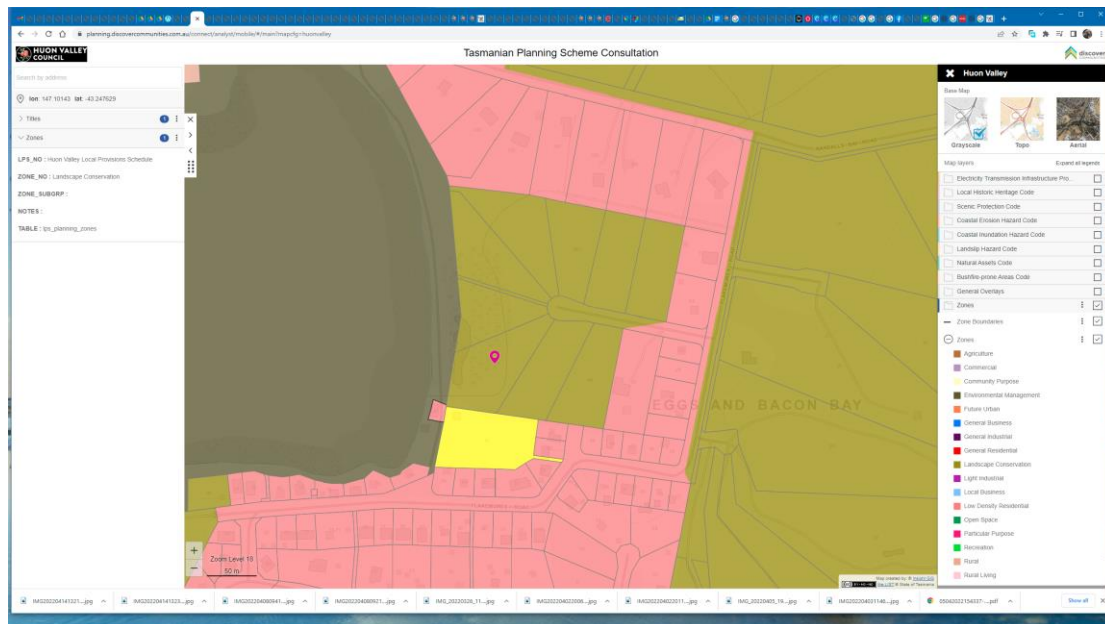 planning.discovercommunities.com.au/connect/analyst/mobile/#/main?mapcfg=huonvalley
HUON VALLEY
COUNCIL
Tasmanian Planning Scheme Consultation
discover
Search by address
lon: 147.10143 lat: -43.247629
Titles
1
Zones
1
LPS_NO : Huon Valley Local Provisions Schedule
ZONE_NO : Landscape Conservation
ZONE_SUBGRP :
NOTES :
TABLE : lps_planning_zones
EGGS AND BACON BAY
Zoom Level 18
50 m
Huon Valley
Base Map
Grayscale
Topo
Aerial
Map layers
Expand all legends
Electricity Transmission Infrastructure Pro...
Local Historic Heritage Code
Scenic Protection Code
Coastal Erosion Hazard Code
Coastal Inundation Hazard Code
Landslip Hazard Code
Natural Assets Code
Bushfire-prone Areas Code
General Overlays
Zones
Zone Boundaries
Zones
Agriculture
Commercial
Community Purpose
Environmental Management
Future Urban
General Business
General Industrial
General Residential
Landscape Conservation
Light Industrial
Local Business
Low Density Residential
Open Space
Particular Purpose
Recreation
Rural
Rural Living
Show all